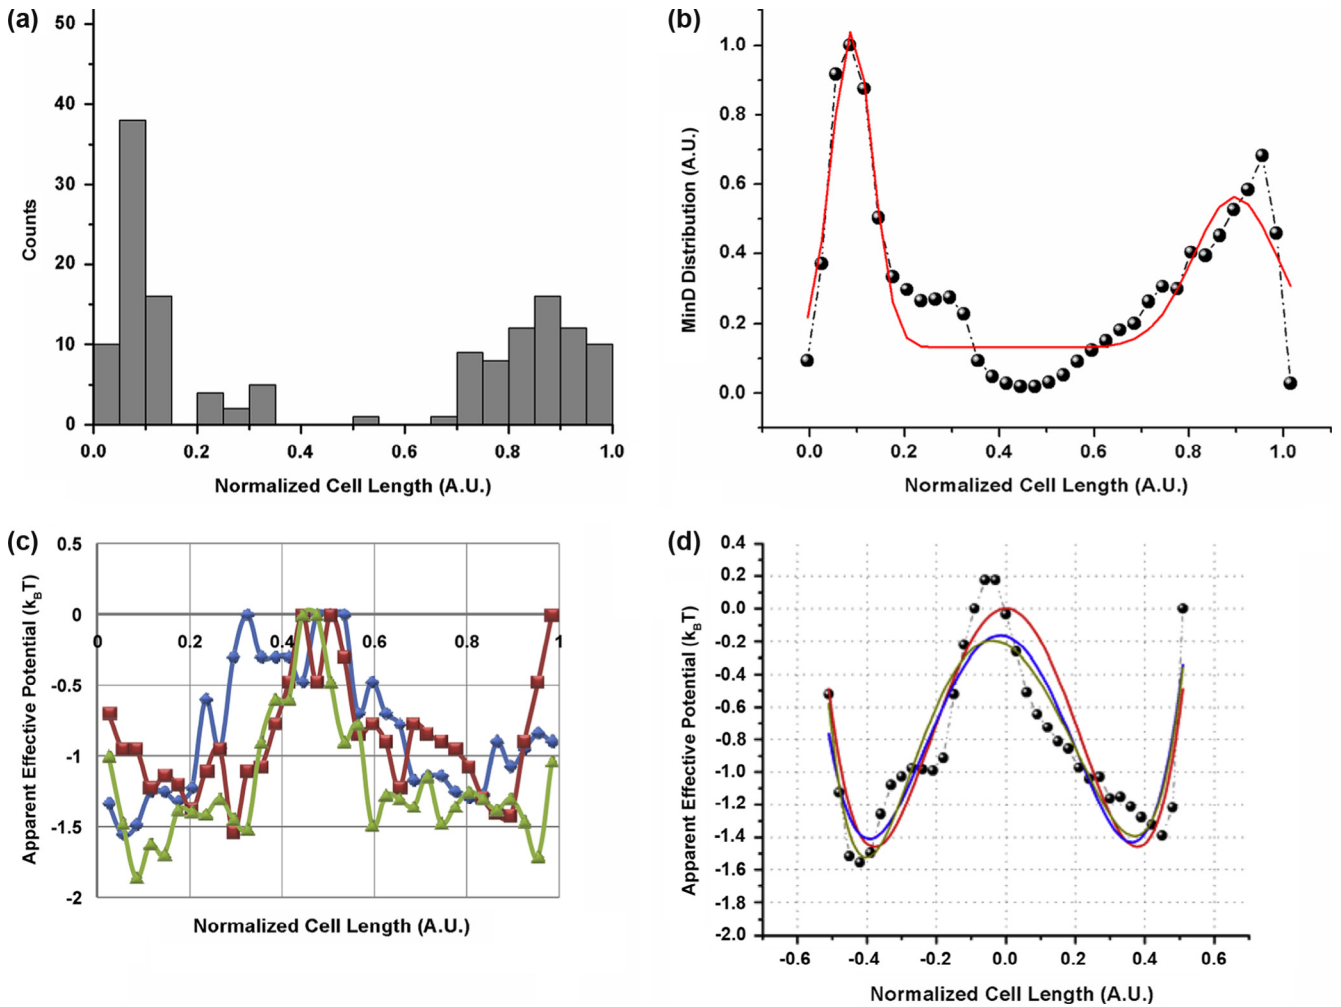 (a)
50
40
30
20
10
0
Counts
0.0 0.2 0.4 0.6 0.8 1.0
Normalized Cell Length (A.U.)
(b)
1.0
0.8
0.6
0.4
0.2
0.0
MinD Distribution (A.U.)
0.0 0.2 0.4 0.6 0.8 1.0
Normalized Cell Length (A.U.)
(c)
0.5
0
-0.5
-1
-1.5
-2
Apparent Effective Potential (kBT)
0 0.2 0.4 0.6 0.8 1
Normalized Cell Length (A.U.)
(d)
0.4
0.2
0.0
-0.2
-0.4
-0.6
-0.8
-1.0
-1.2
-1.4
-1.6
-1.8
-2.0
Apparent Effective Potential (kBT)
-0.6 -0.4 -0.2 0.0 0.2 0.4 0.6
Normalized Cell Length (A.U.)